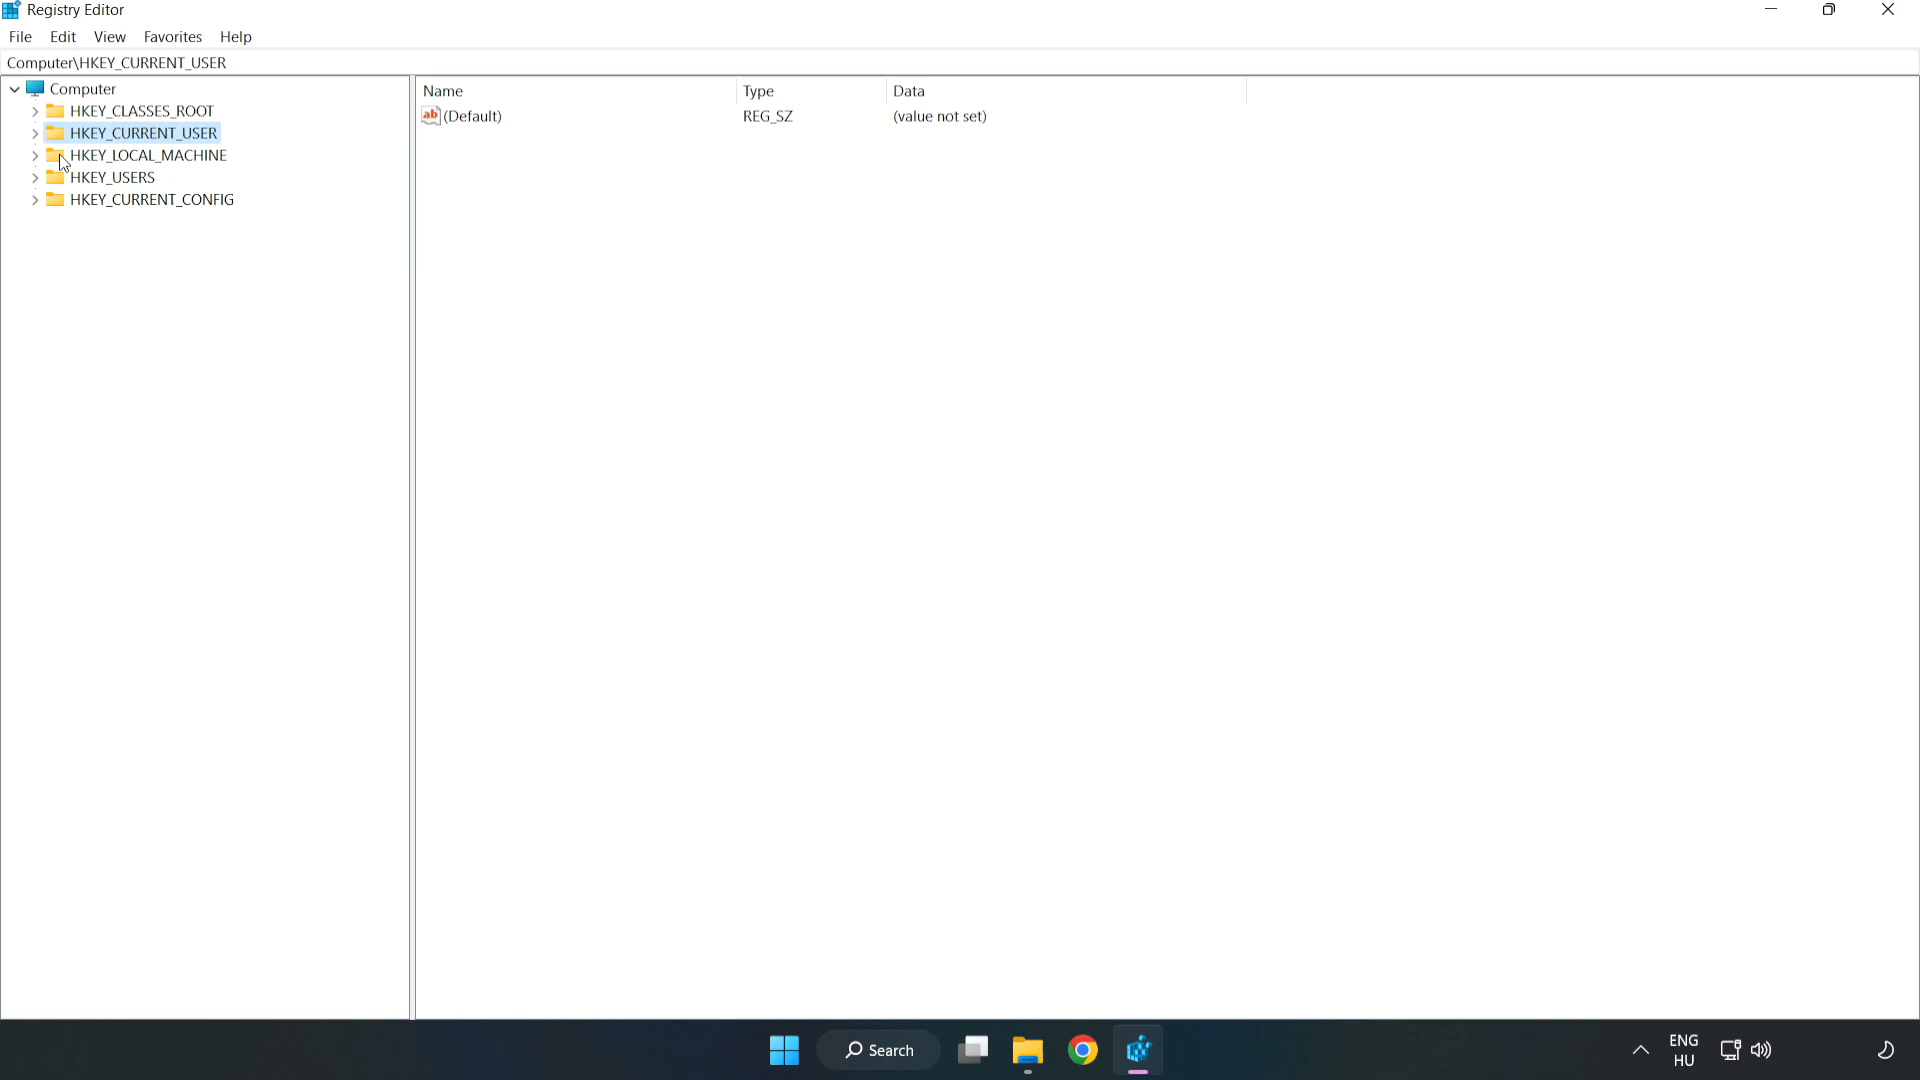 Registry Editor
File Edit View Favorites Help
Computer\HKEY_CURRENT_USER
Computer
HKEY_CLASSES_ROOT
HKEY_CURRENT_USER
HKEY_LOCAL_MACHINE
HKEY_USERS
HKEY_CURRENT_CONFIG
Name Type Data
ab (Default) REG_SZ (value not set)
Search
ENG
HU